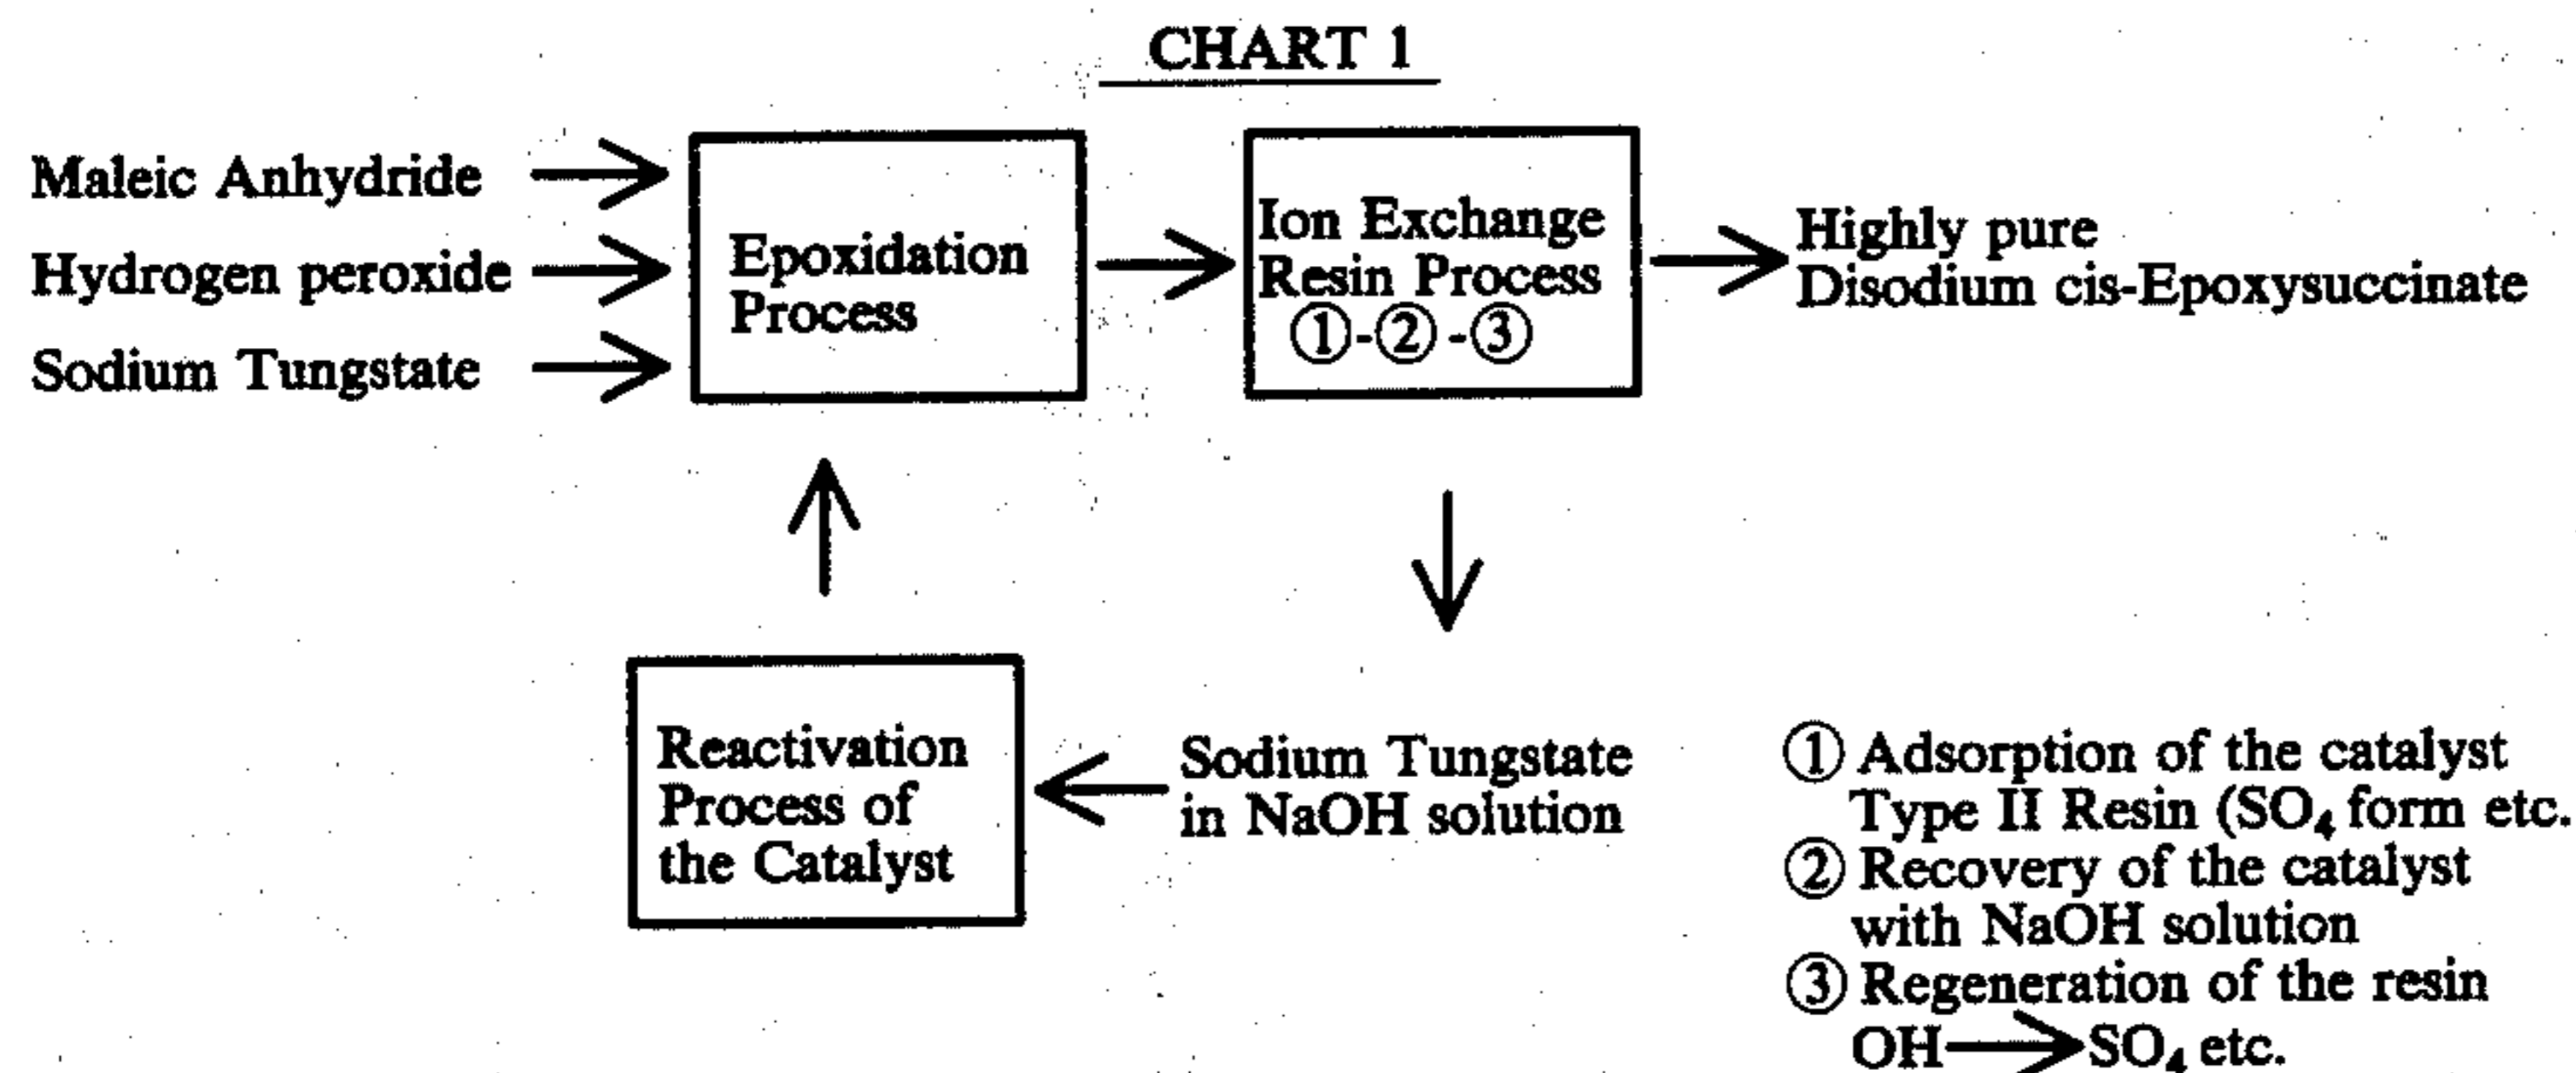 CHART 1
Maleic Anhydride
Hydrogen peroxide
Sodium Tungstate
Epoxidation
Process
Ion Exchange
Resin Process
①-②-③
Highly pure
Disodium cis-Epoxysuccinate
Reactivation
Process of
the Catalyst
Sodium Tungstate
in NaOH solution
① Adsorption of the catalyst
Type II Resin (SO₄ form etc.
② Recovery of the catalyst
with NaOH solution
③ Regeneration of the resin
OH→SO₄ etc.